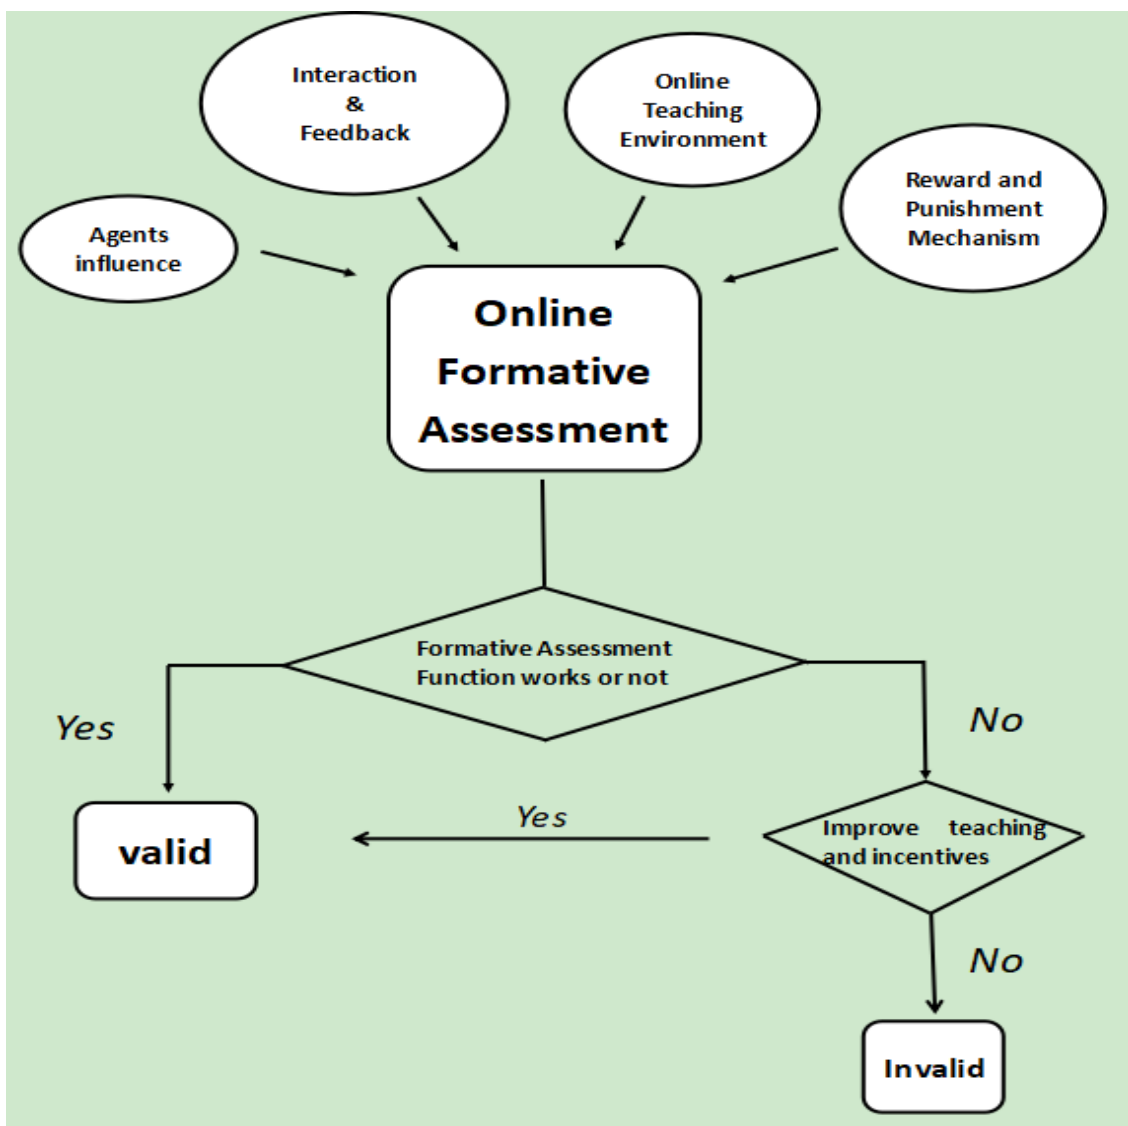 Interaction
&
Feedback
Online
Teaching
Environment
Reward and
Punishment
Mechanism
Agents
influence
Online
Formative
Assessment
Formative Assessment
Function works or not
Yes
No
valid
Yes
Improve teaching
and incentives
No
Invalid